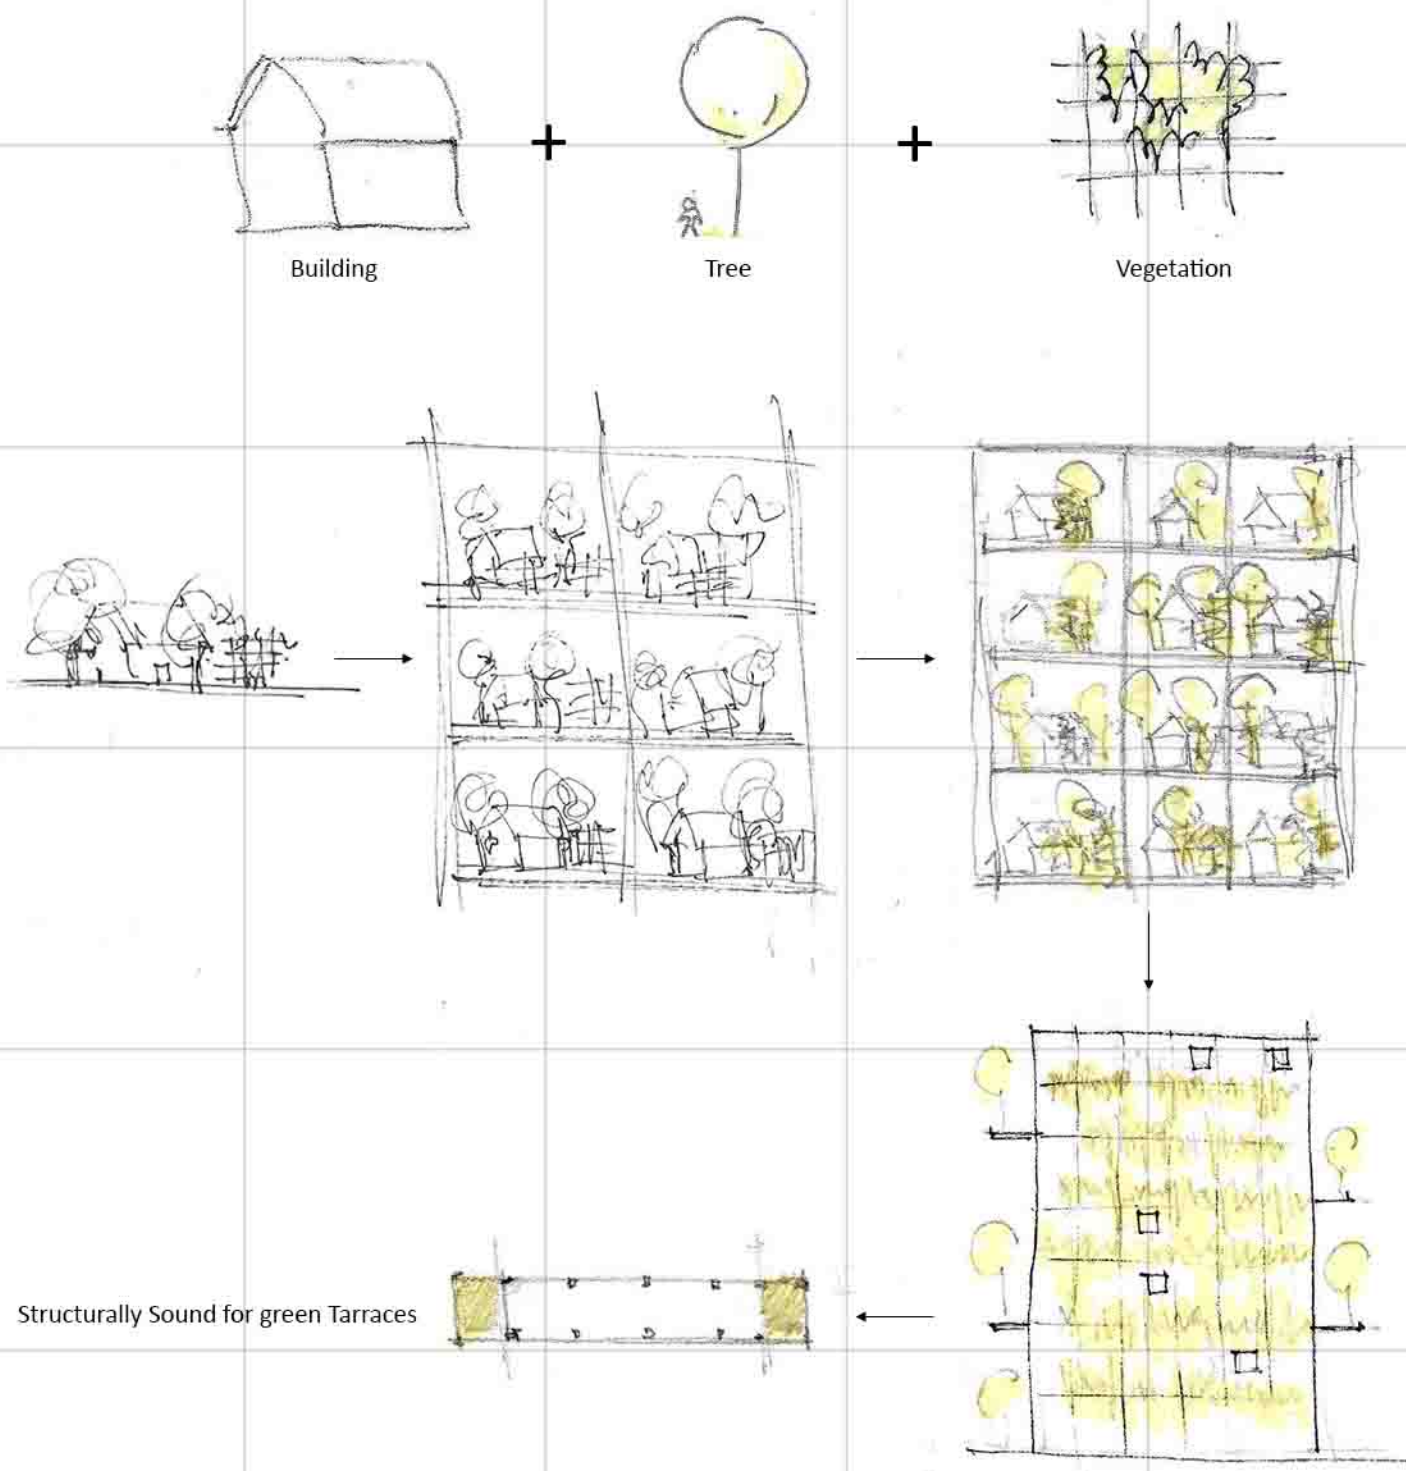 +
+
Building
Tree
Vegetation
Structurally Sound for green Tarraces